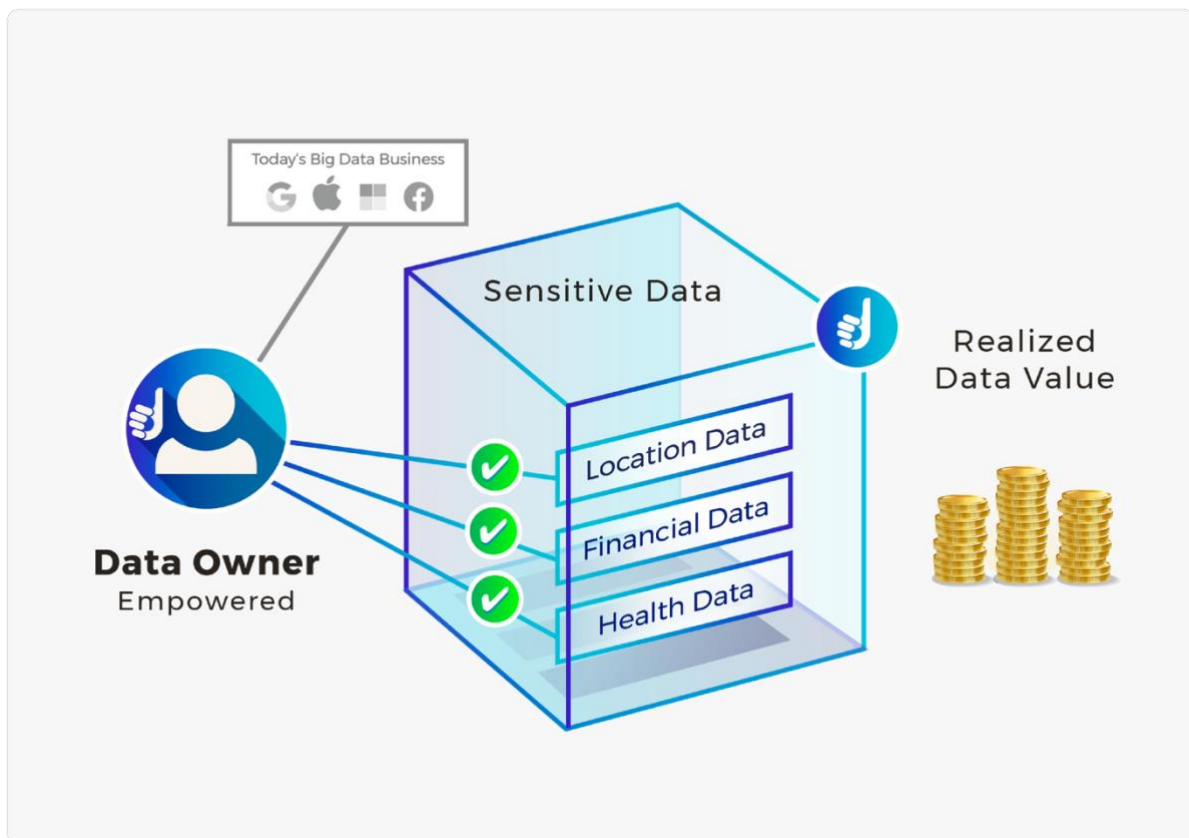 Today's Big Data Business
Sensitive Data
Realized
Data Value
Location Data
Financial Data
Health Data
Data Owner
Empowered